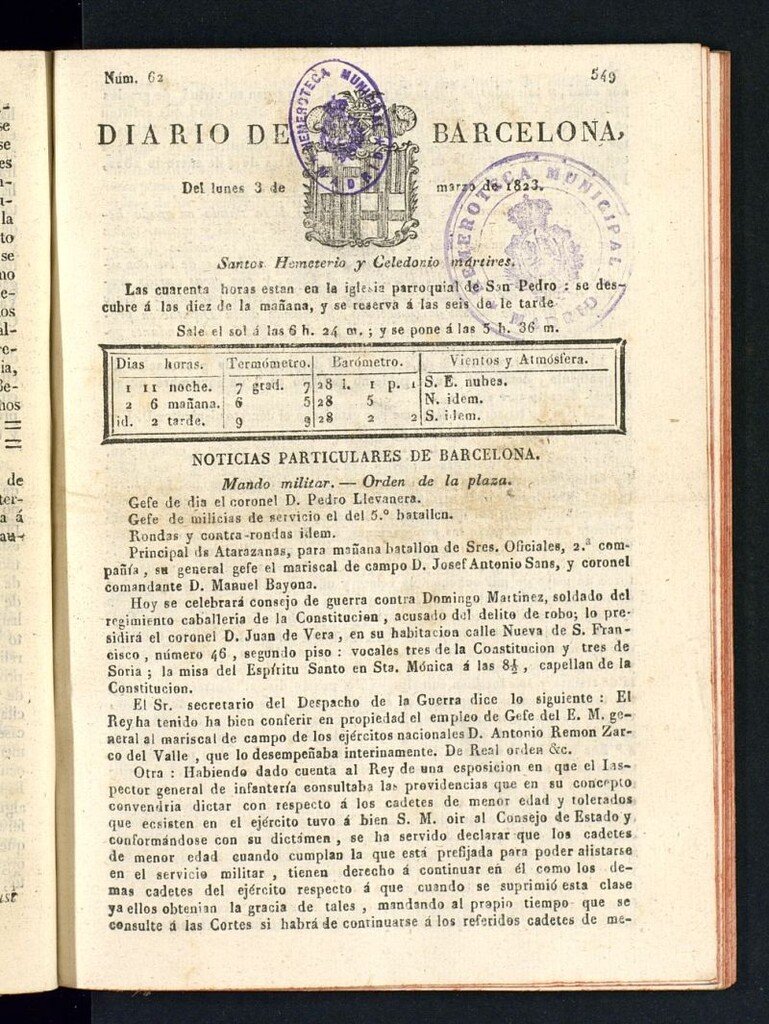 Núm. 62
549
DIARIO DE BARCELONA,
Del lunes 3 de marzo de 1823.
HEMEROTECA MUNICIPAL
MADRID
HEMEROTECA MUNICIPAL
MADRID
Santos Hemeterio y Celedonio mártires.
Las cuarenta horas estan en la iglesia parroquial de San Pedro : se des-
cubre á las diez de la mañana, y se reserva á las seis de le tarde
Sale el sol á las 6 h. 24 m. ; y se pone á las 5 h. 36 m.
Dias horas. Termómetro. Barómetro. Vientos y Atmósfera.
1 11 noche. 7 grad. 7 28 l. 1 p. 1 S. E. nubes.
2 6 mañana. 6 5 28 5 N. idem.
id. 2 tarde. 9 9 28 2 2 S. idem.
NOTICIAS PARTICULARES DE BARCELONA.
Mando militar. — Orden de la plaza.
Gefe de dia el coronel D. Pedro Llevanera.
Gefe de milicias de servicio el del 5.º batallon.
Rondas y contra-rondas idem.
Principal ds Atarazanas, para mañana batallon de Sres. Oficiales, 2.ª com-
pañía, su general gefe el mariscal de campo D. Josef Antonio Sans, y coronel
comandante D. Manuel Bayona.
Hoy se celebrará consejo de guerra contra Domingo Martinez, soldado del
regimiento caballeria de la Constitucion, acusado del delito de robo; lo pre-
sidirá el coronel D. Juan de Vera, en su habitacion calle Nueva de S. Fran-
cisco, número 46, segundo piso : vocales tres de la Constitucion y tres de
Soria ; la misa del Espíritu Santo en Sta. Mónica á las 8½, capellan de la
Constitucion.
El Sr. secretario del Despacho de la Guerra dice lo siguiente : El
Rey ha tenido ha bien conferir en propiedad el empleo de Gefe del E. M. ge-
neral al mariscal de campo de los ejércitos nacionales D. Antonio Remon Zar-
co del Valle, que lo desempeñaba interinamente. De Real orden &c.
Otra : Habiendo dado cuenta al Rey de una esposicion en que el Ins-
pector general de infantería consultaba las providencias que en su concepto
convendria dictar con respecto á los cadetes de menor edad y tolerados
que ecsisten en el ejército tuvo á bien S. M. oir al Consejo de Estado y
conformándose con su dictámen, se ha servido declarar que los cadetes
de menor edad cuando cumplan la que está prefijada para poder alistarse
en el servicio militar, tienen derecho á continuar en él como los de-
mas cadetes del ejército respecto á que cuando se suprimió esta clase
ya ellos obtenian la gracia de tales, mandando al propio tiempo que se
consulte á las Cortes si habrá de continuarse á los referidos cadetes de me-